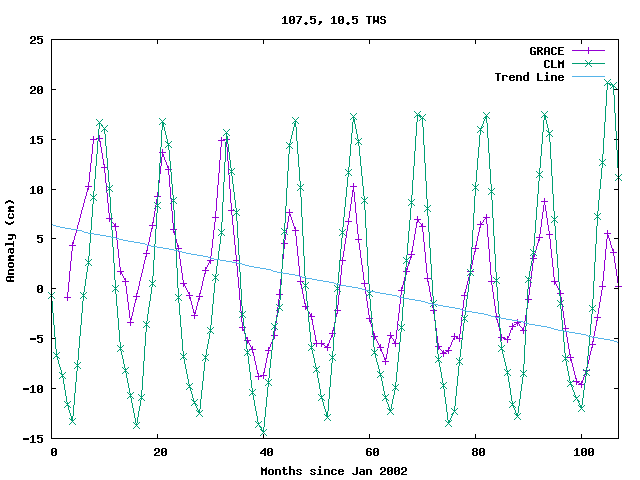 107.5, 10.5 TWS
GRACE
CLM
Trend Line
Anomaly (cm)
25
20
15
10
5
0
-5
-10
-15
0 20 40 60 80 100
Months since Jan 2002